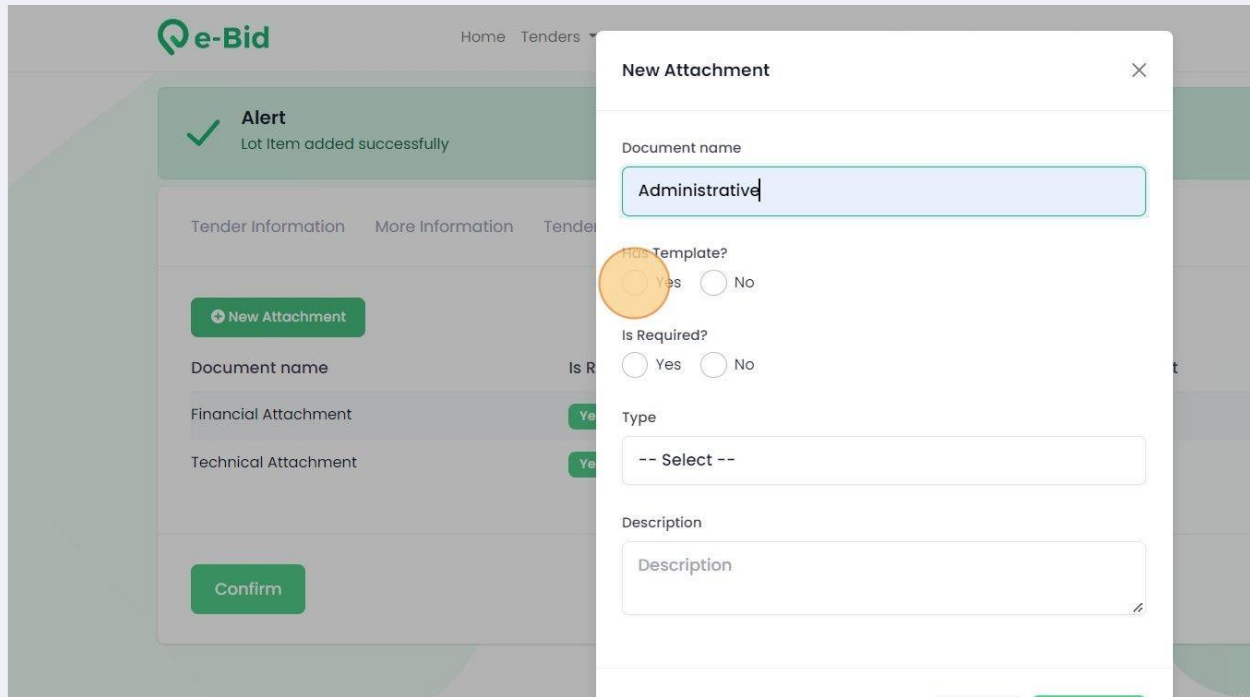 e-Bid
Home Tenders
Alert
Lot Item added successfully
Tender Information More Information
New Attachment
Document name
Financial Attachment
Technical Attachment
Confirm
New Attachment
Document name
Administrative
Has Template?
Yes No
Is Required?
Yes No
Type
-- Select --
Description
Description